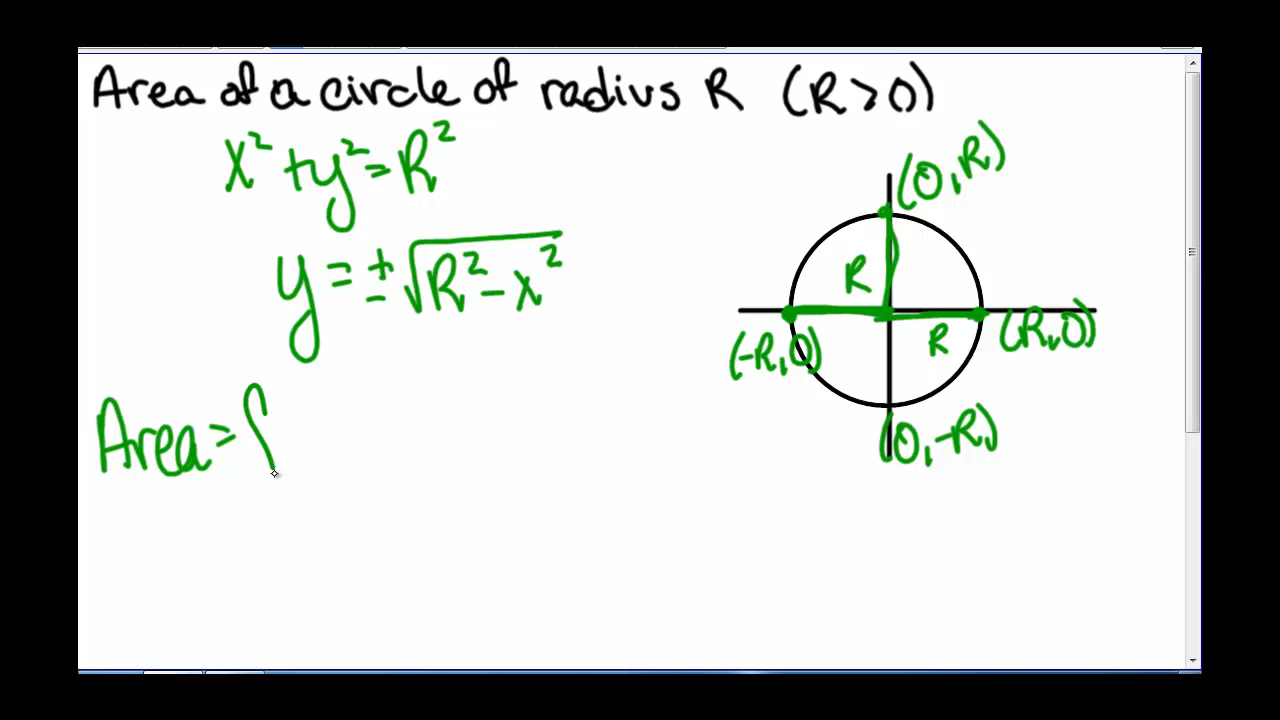 Area of a circle of radius R (R>0)
x² + y² = R²
y = ± √R² - x²
Area = ∫
(0, R)
R
(-R, 0)
R
(R, 0)
(0, -R)